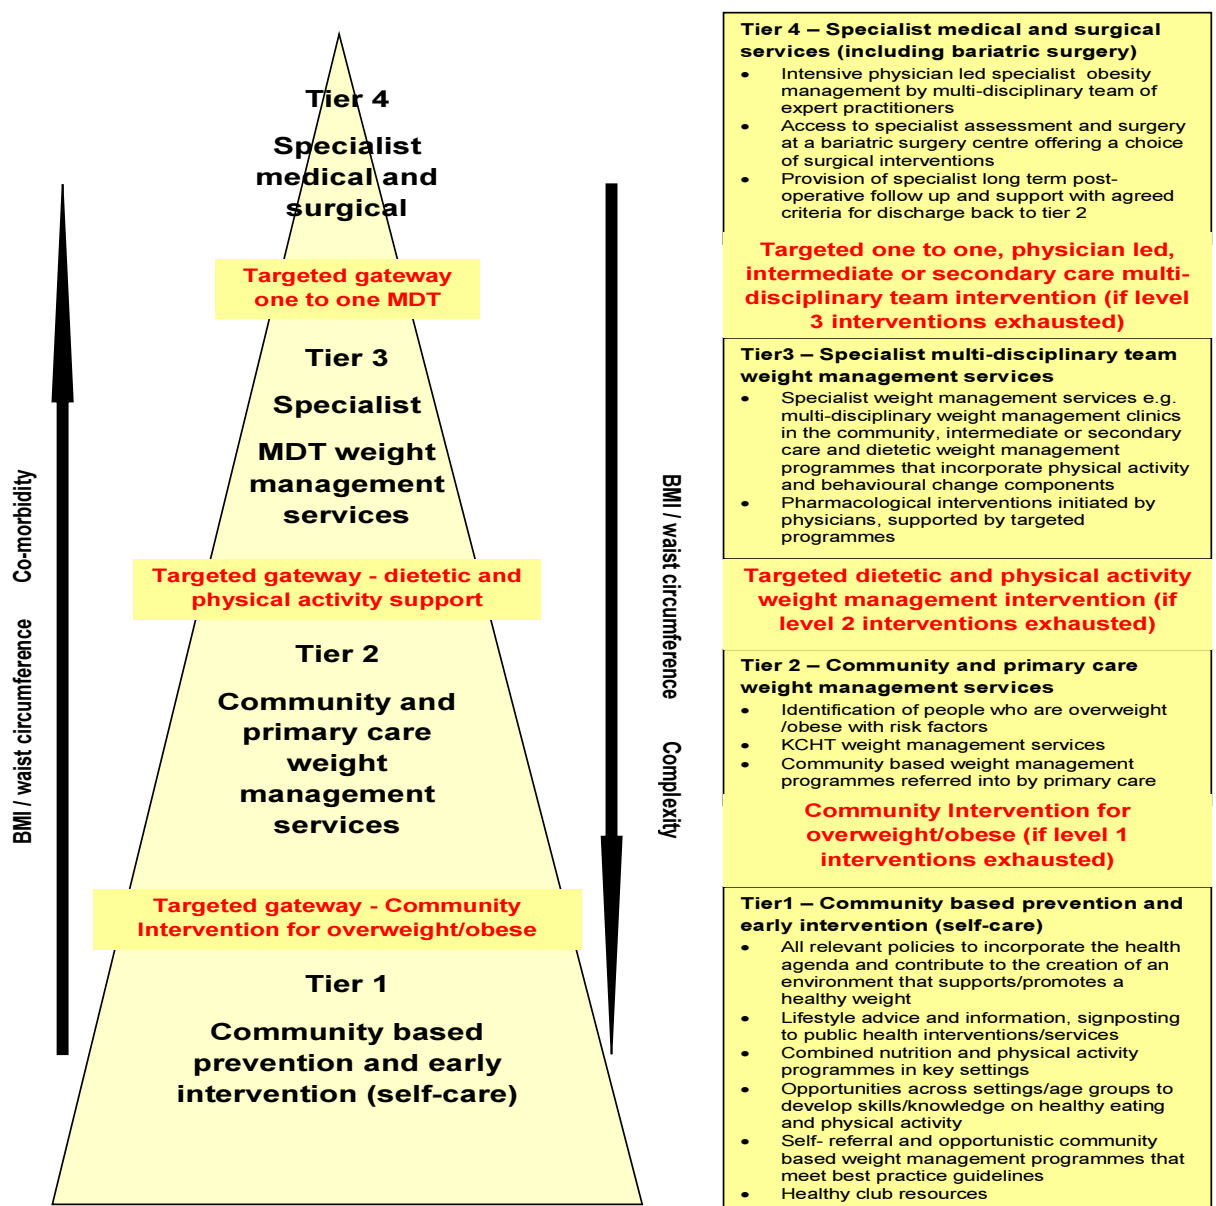 Tier 4
Specialist
medical and
surgical
Targeted gateway
one to one MDT
Tier 3
Specialist
MDT weight
management
services
Targeted gateway - dietetic and
physical activity support
Tier 2
Community and
primary care
weight
management
services
Targeted gateway - Community
Intervention for overweight/obese
Tier 1
Community based
prevention and early
intervention (self-care)
BMI / waist circumference Co-morbidity
BMI / waist circumference Complexity
Tier 4 – Specialist medical and surgical
services (including bariatric surgery)
• Intensive physician led specialist obesity
management by multi-disciplinary team of
expert practitioners
• Access to specialist assessment and surgery
at a bariatric surgery centre offering a choice
of surgical interventions
• Provision of specialist long term post-
operative follow up and support with agreed
criteria for discharge back to tier 2
Targeted one to one, physician led,
intermediate or secondary care multi-
disciplinary team intervention (if level
3 interventions exhausted)
Tier3 – Specialist multi-disciplinary team
weight management services
• Specialist weight management services e.g.
multi-disciplinary weight management clinics
in the community, intermediate or secondary
care and dietetic weight management
programmes that incorporate physical activity
and behavioural change components
• Pharmacological interventions initiated by
physicians, supported by targeted
programmes
Targeted dietetic and physical activity
weight management intervention (if
level 2 interventions exhausted)
Tier 2 – Community and primary care
weight management services
• Identification of people who are overweight
/obese with risk factors
• KCHT weight management services
• Community based weight management
programmes referred into by primary care
Community Intervention for
overweight/obese (if level 1
interventions exhausted)
Tier1 – Community based prevention and
early intervention (self-care)
• All relevant policies to incorporate the health
agenda and contribute to the creation of an
environment that supports/promotes a
healthy weight
• Lifestyle advice and information, signposting
to public health interventions/services
• Combined nutrition and physical activity
programmes in key settings
• Opportunities across settings/age groups to
develop skills/knowledge on healthy eating
and physical activity
• Self- referral and opportunistic community
based weight management programmes that
meet best practice guidelines
• Healthy club resources